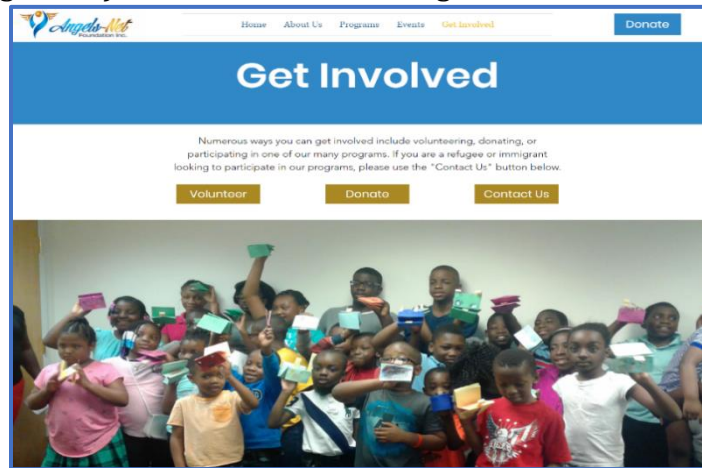 Angels-Net
Foundation Inc.
Home About Us Programs Events Get Involved
Donate
Get Involved
Numerous ways you can get involved include volunteering, donating, or
participating in one of our many programs. If you are a refugee or immigrant
looking to participate in our programs, please use the "Contact Us" button below.
Volunteer Donate Contact Us